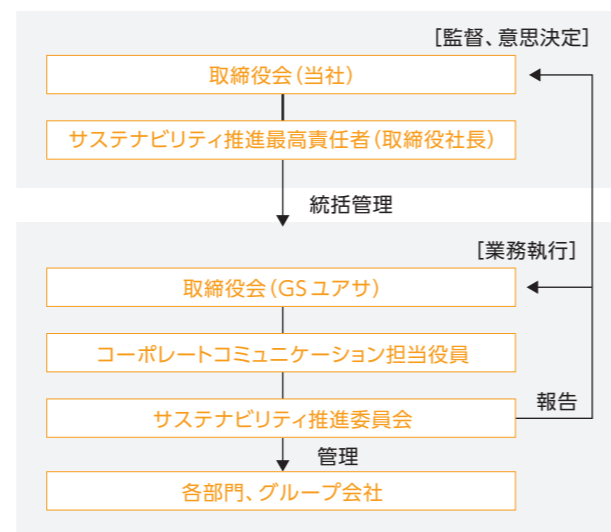 [監督、意思決定]
取締役会(当社)
サステナビリティ推進最高責任者(取締役社長)
統括管理
[業務執行]
取締役会(GSユアサ)
コーポレートコミュニケーション担当役員
サステナビリティ推進委員会
報告
管理
各部門、グループ会社